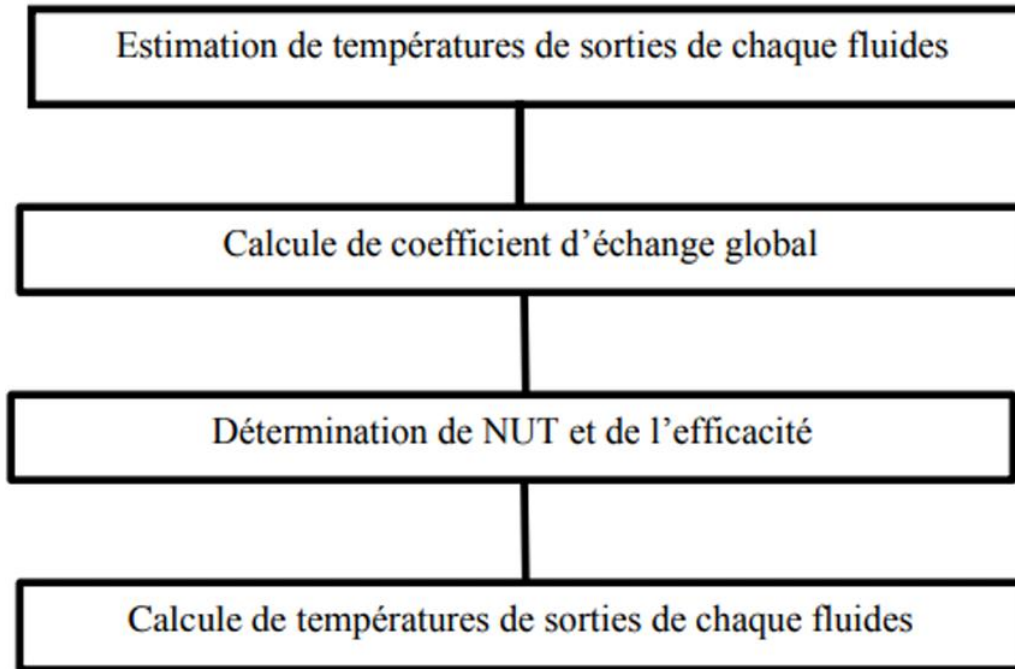 Estimation de températures de sorties de chaque fluides
Calcule de coefficient d’échange global
Détermination de NUT et de l’efficacité
Calcule de températures de sorties de chaque fluides